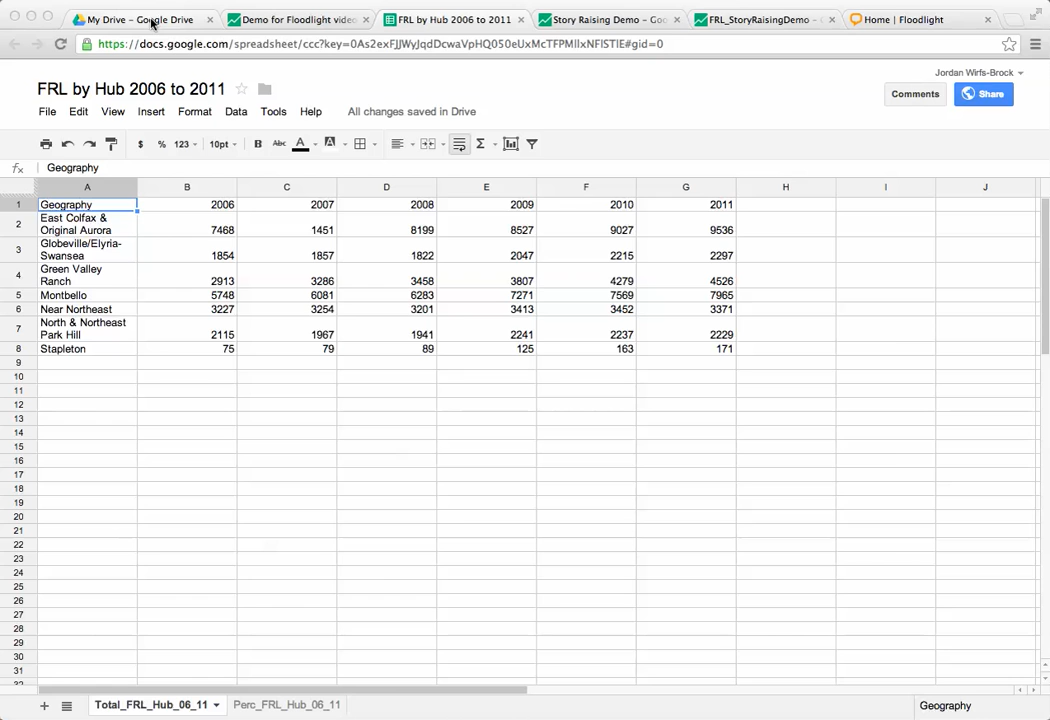 My Drive – Google Drive × Demo for Floodlight video × FRL by Hub 2006 to 2011 × Story Raising Demo – Goo × FRL_StoryRaisingDemo – × Home | Floodlight ×
https://docs.google.com/spreadsheet/ccc?key=0As2exFJJWyJqdDcwaVpHQ050eUxMcTFPMllxNFlSTlE#gid=0
Jordan Wirfs-Brock
FRL by Hub 2006 to 2011
Comments Share
File Edit View Insert Format Data Tools Help All changes saved in Drive
$ % 123 10pt B Abc A A Σ
fx Geography
A B C D E F G H I J
1 Geography 2006 2007 2008 2009 2010 2011
2 East Colfax &
Original Aurora 7468 1451 8199 8527 9027 9536
3 Globeville/Elyria-
Swansea 1854 1857 1822 2047 2215 2297
4 Green Valley
Ranch 2913 3286 3458 3807 4279 4526
5 Montbello 5748 6081 6283 7271 7569 7965
6 Near Northeast 3227 3254 3201 3413 3452 3371
7 North & Northeast
Park Hill 2115 1967 1941 2241 2237 2229
8 Stapleton 75 79 89 125 163 171
9
10
11
12
13
14
15
16
17
18
19
20
21
22
23
24
25
26
27
28
29
30
31
32
+ Total_FRL_Hub_06_11 Perc_FRL_Hub_06_11 Geography